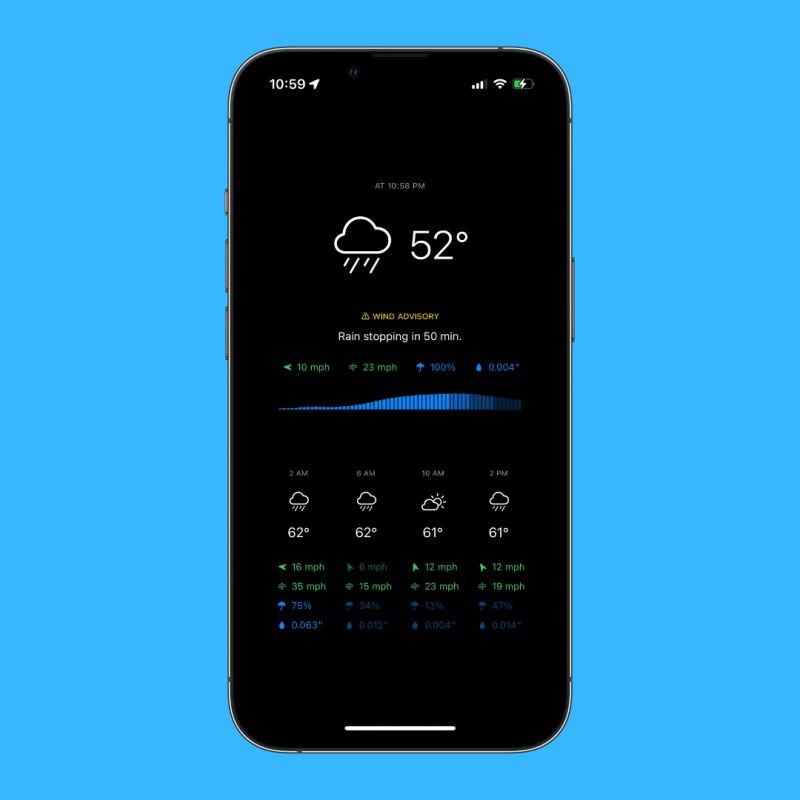 10:59
AT 10:58 PM
52°
WIND ADVISORY
Rain stopping in 50 min.
10 mph 23 mph 100% 0.004"
2 AM 6 AM 10 AM 2 PM
62° 62° 61° 61°
16 mph 6 mph 12 mph 12 mph
35 mph 15 mph 23 mph 19 mph
75% 34% 13% 47%
0.063" 0.012" 0.004" 0.014"